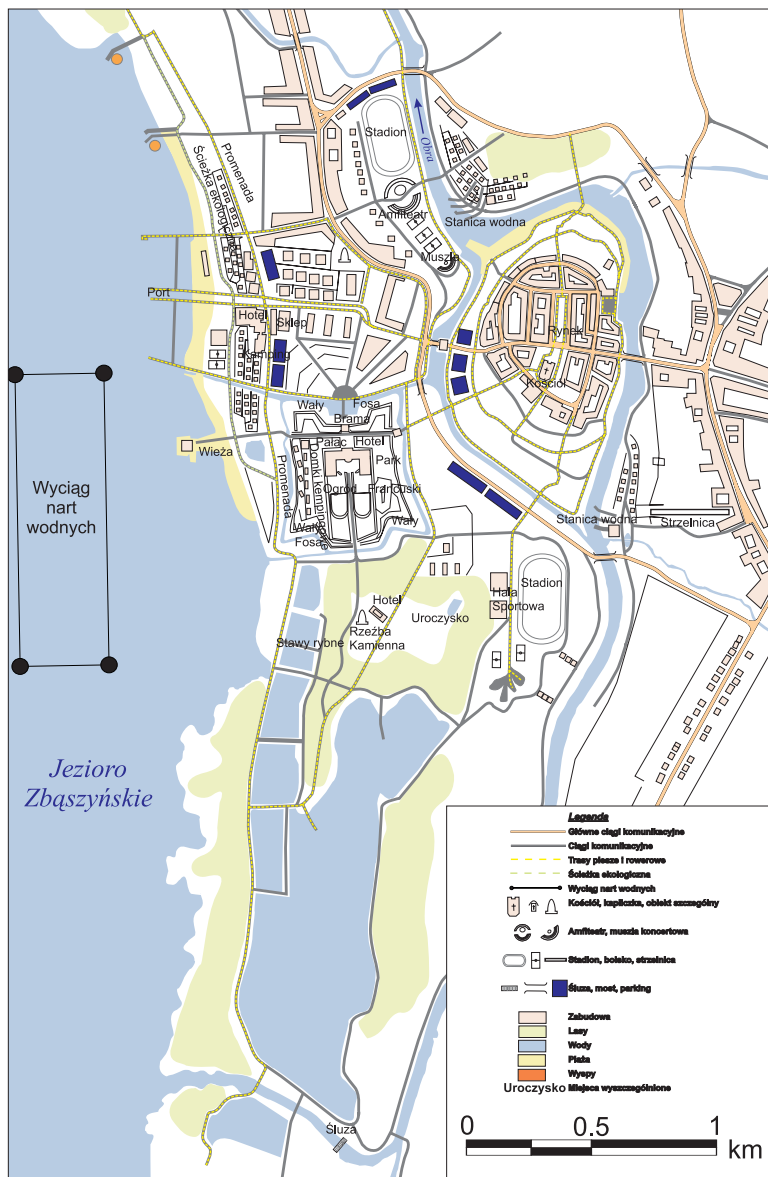 Stadion
Obra
Promenada
Ścieżka ekologiczna
Amfiteatr
Stanica wodna
Muszla
Port
Hotel
Sklep
Rynek
Kamping
Kościół
Wały
Fosa
Brama
Wieża
Pałac
Hotel
Park
Promenada
Domki kempingowe
Ogród
Francuski
Wały
Wały
Fosa
Stanica wodna
Strzelnica
Wyciąg
nart
wodnych
Stadion
Hala
Sportowa
Hotel
Uroczysko
Rzeźba
Kamienna
Stawy rybne
Jezioro
Zbąszyńskie
Śluza
Legenda
Główne ciągi komunikacyjne
Ciągi komunikacyjne
Trasy piesze i rowerowe
Ścieżka ekologiczna
Wyciąg nart wodnych
Kościół, kapliczka, obiekt szczególny
Amfiteatr, muszla koncertowa
Stadion, boisko, strzelnica
Śluza, most, parking
Zabudowa
Lasy
Wody
Plaża
Wyspy
Uroczysko Miejsca wyszczególnione
0 0.5 1
km